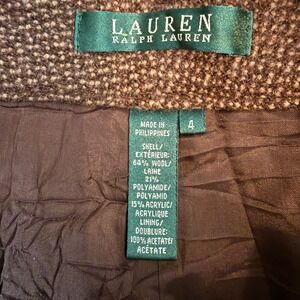 LAUREN
RALPH LAUREN
MADE IN
PHILIPPINES
4
SHELL/
EXTÉRIEUR:
64% WOOL/
LAINE
21%
POLYAMIDE/
POLYAMID
15% ACRYLIC/
ACRYLIQUE
LINING/
DOUBLURE:
100% ACETATE/
ACÉTATE